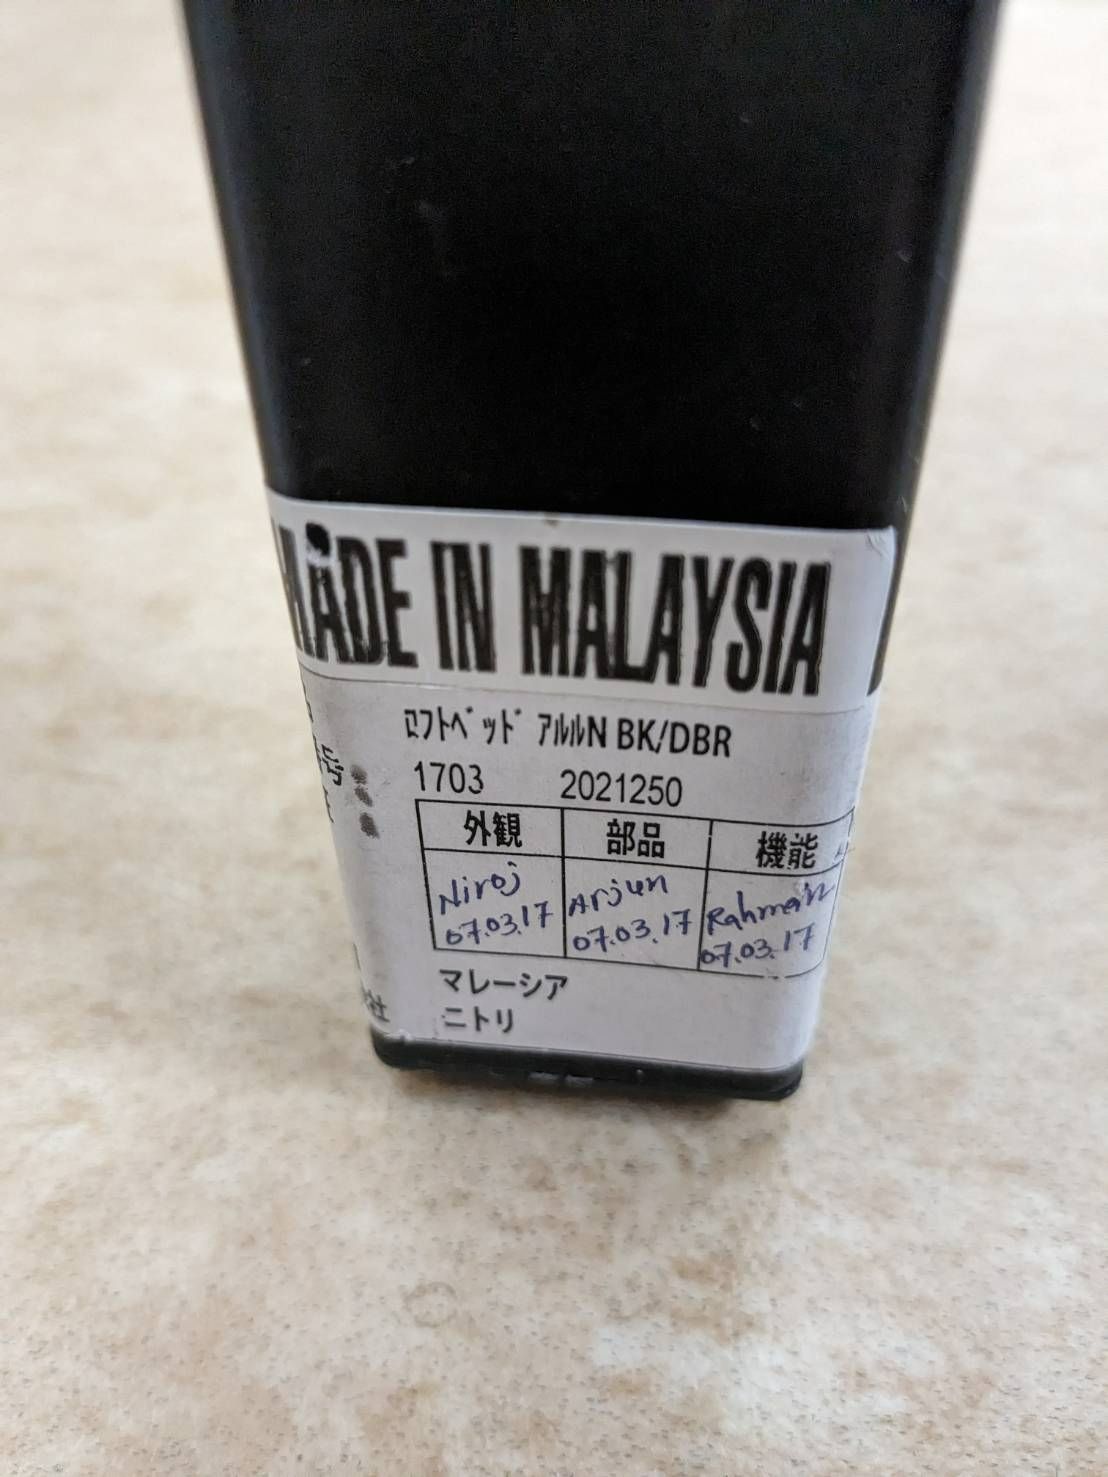 MADE IN MALAYSIA
ﾛﾌﾄﾍﾞｯﾄﾞ ｱﾙﾙN BK/DBR
号
1703 2021250
外観 部品 機能
Niroj Arjun Rahman
07.03.17 07.03.17 07.03.17
マレーシア
社
ニトリ